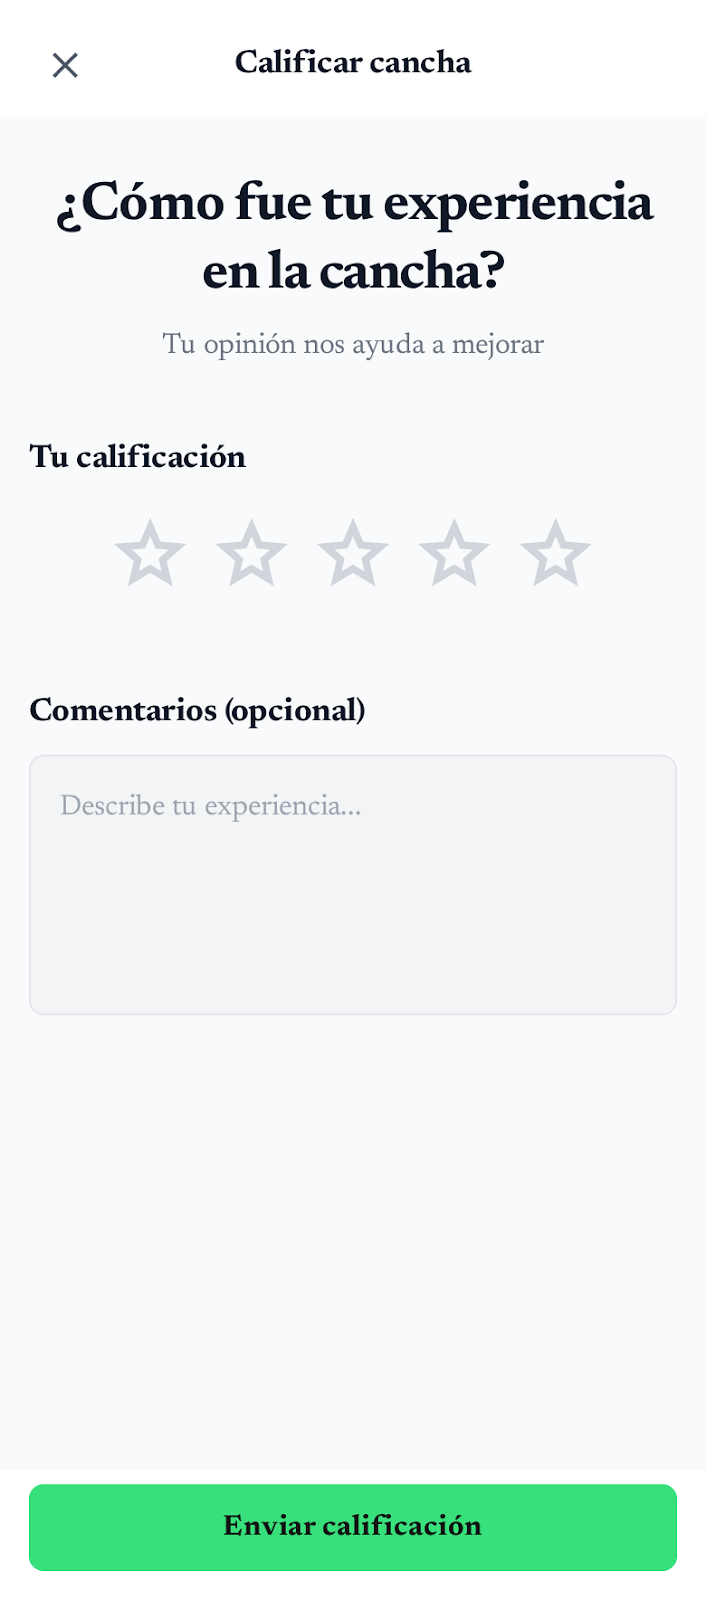 Calificar cancha
¿Cómo fue tu experiencia
en la cancha?
Tu opinión nos ayuda a mejorar
Tu calificación
Comentarios (opcional)
Describe tu experiencia...
Enviar calificación